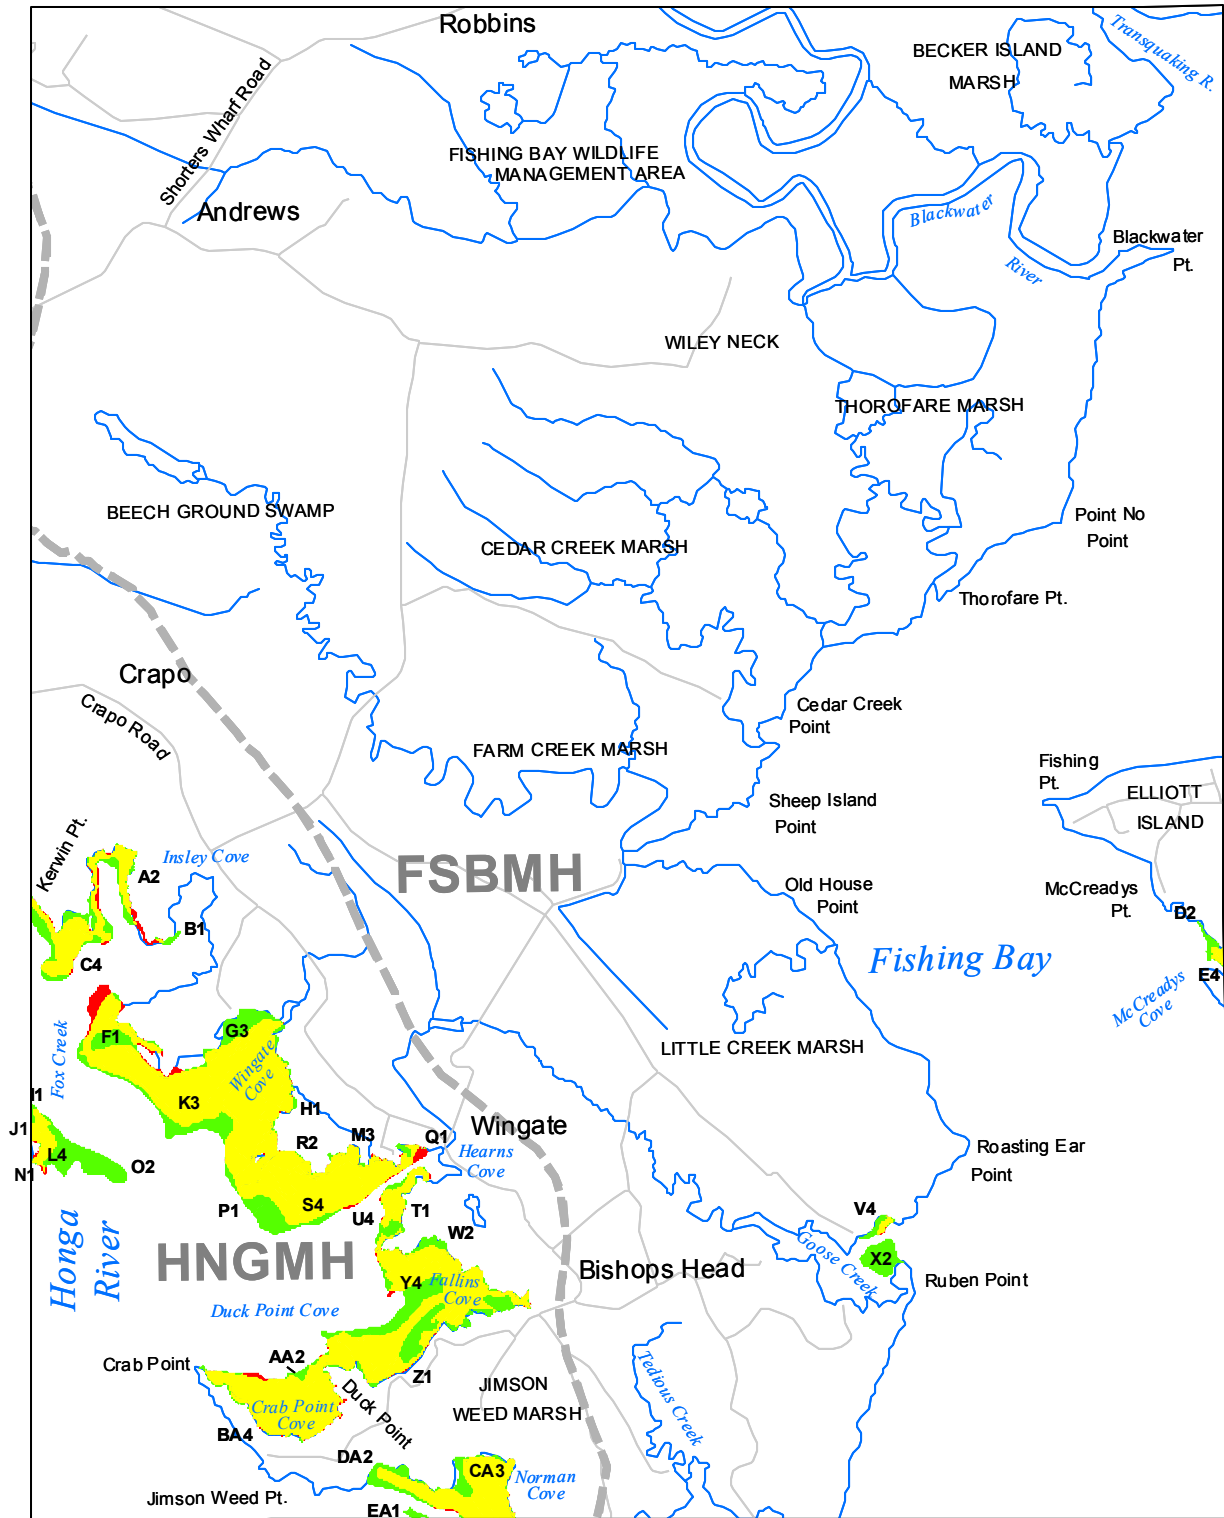 Robbins
BECKER ISLAND
MARSH
Transquaking R.
Shorters Wharf Road
FISHING BAY WILDLIFE
MANAGEMENT AREA
Andrews
Blackwater
River
Blackwater
Pt.
WILEY NECK
THOROFARE MARSH
BEECH GROUND SWAMP
CEDAR CREEK MARSH
Point No
Point
Thorofare Pt.
Crapo
Crapo Road
Cedar Creek
Point
FARM CREEK MARSH
Fishing
Pt.
ELLIOTT
ISLAND
Sheep Island
Point
Kerwin Pt.
Insley Cove
A2
FSBMH
Old House
Point
McCreadys
Pt.
D2
B1
C4
Fishing Bay
E4
McCreadys
Cove
F1
G3
Fox Creek
Wingate
Cove
LITTLE CREEK MARSH
K3
H1
I1
J1
L4
N1
O2
R2
M3
Q1
Wingate
Hearns
Cove
Roasting Ear
Point
P1
S4
U4
T1
V4
W2
Honga
River
HNGMH
Goose Creek
X2
Bishops Head
Ruben Point
Y4
Fallins
Cove
Duck Point Cove
Crab Point
AA2
Z1
Duck Point
JIMSON
WEED MARSH
Tedious Creek
Crab Point
Cove
BA4
DA2
CA3
Norman
Cove
Jimson Weed Pt.
EA1